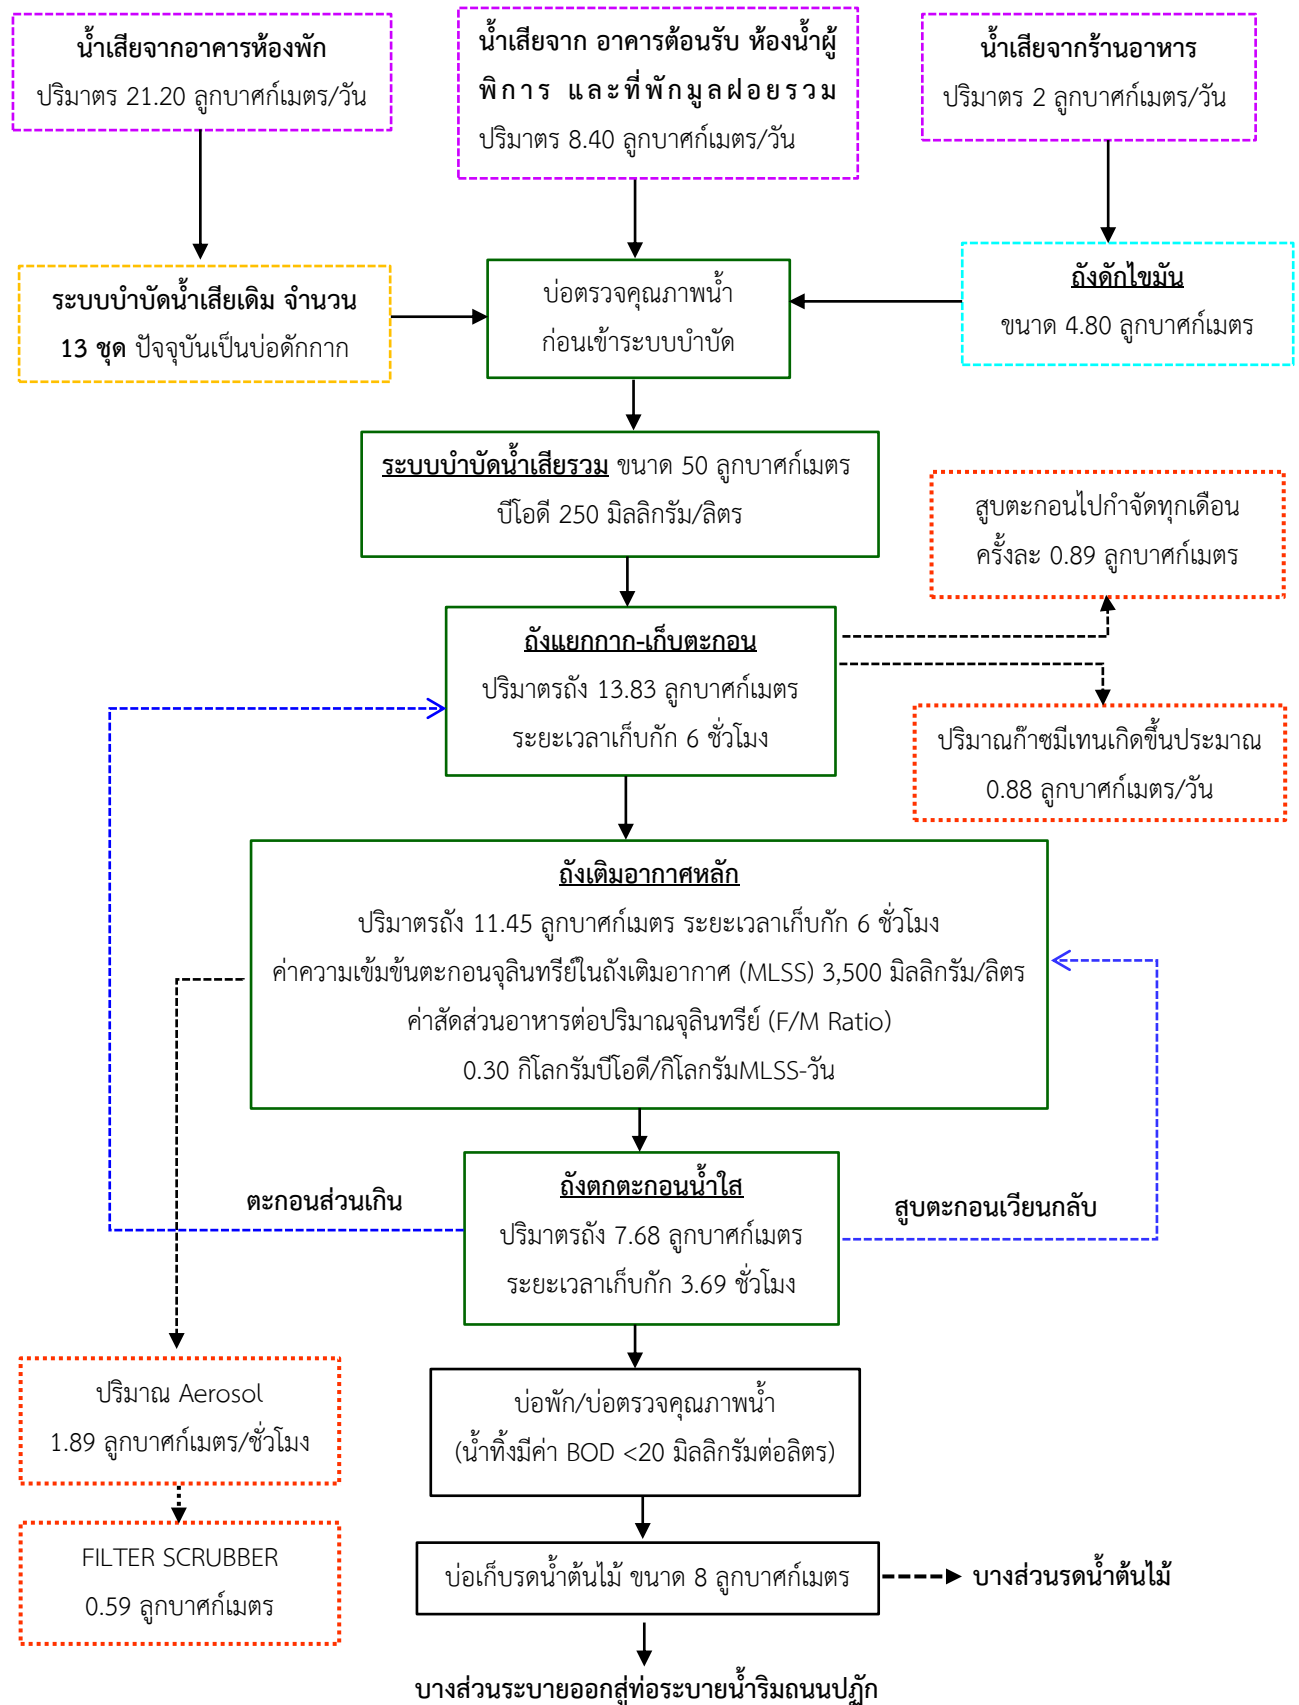 น้ำเสียจากอาคารห้องพัก
ปริมาตร 21.20 ลูกบาศก์เมตร/วัน
น้ำเสียจาก อาคารต้อนรับ ห้องน้ำผู้
พิการ และที่พักมูลฝอยรวม
ปริมาตร 8.40 ลูกบาศก์เมตร/วัน
น้ำเสียจากร้านอาหาร
ปริมาตร 2 ลูกบาศก์เมตร/วัน
ระบบบำบัดน้ำเสียเดิม จำนวน
13 ชุด ปัจจุบันเป็นบ่อดักกาก
บ่อตรวจคุณภาพน้ำ
ก่อนเข้าระบบบำบัด
ถังดักไขมัน
ขนาด 4.80 ลูกบาศก์เมตร
ระบบบำบัดน้ำเสียรวม ขนาด 50 ลูกบาศก์เมตร
บีโอดี 250 มิลลิกรัม/ลิตร
สูบตะกอนไปกำจัดทุกเดือน
ครั้งละ 0.89 ลูกบาศก์เมตร
ถังแยกกาก-เก็บตะกอน
ปริมาตรถัง 13.83 ลูกบาศก์เมตร
ระยะเวลาเก็บกัก 6 ชั่วโมง
ปริมาณก๊าซมีเทนเกิดขึ้นประมาณ
0.88 ลูกบาศก์เมตร/วัน
ถังเติมอากาศหลัก
ปริมาตรถัง 11.45 ลูกบาศก์เมตร ระยะเวลาเก็บกัก 6 ชั่วโมง
ค่าความเข้มข้นตะกอนจุลินทรีย์ในถังเติมอากาศ (MLSS) 3,500 มิลลิกรัม/ลิตร
ค่าสัดส่วนอาหารต่อปริมาณจุลินทรีย์ (F/M Ratio)
0.30 กิโลกรัมบีโอดี/กิโลกรัมMLSS-วัน
ตะกอนส่วนเกิน
ถังตกตะกอนน้ำใส
ปริมาตรถัง 7.68 ลูกบาศก์เมตร
ระยะเวลาเก็บกัก 3.69 ชั่วโมง
สูบตะกอนเวียนกลับ
ปริมาณ Aerosol
1.89 ลูกบาศก์เมตร/ชั่วโมง
บ่อพัก/บ่อตรวจคุณภาพน้ำ
(น้ำทิ้งมีค่า BOD <20 มิลลิกรัมต่อลิตร)
FILTER SCRUBBER
0.59 ลูกบาศก์เมตร
บ่อเก็บรดน้ำต้นไม้ ขนาด 8 ลูกบาศก์เมตร
บางส่วนรดน้ำต้นไม้
บางส่วนระบายออกสู่ท่อระบายน้ำริมถนนปฏัก